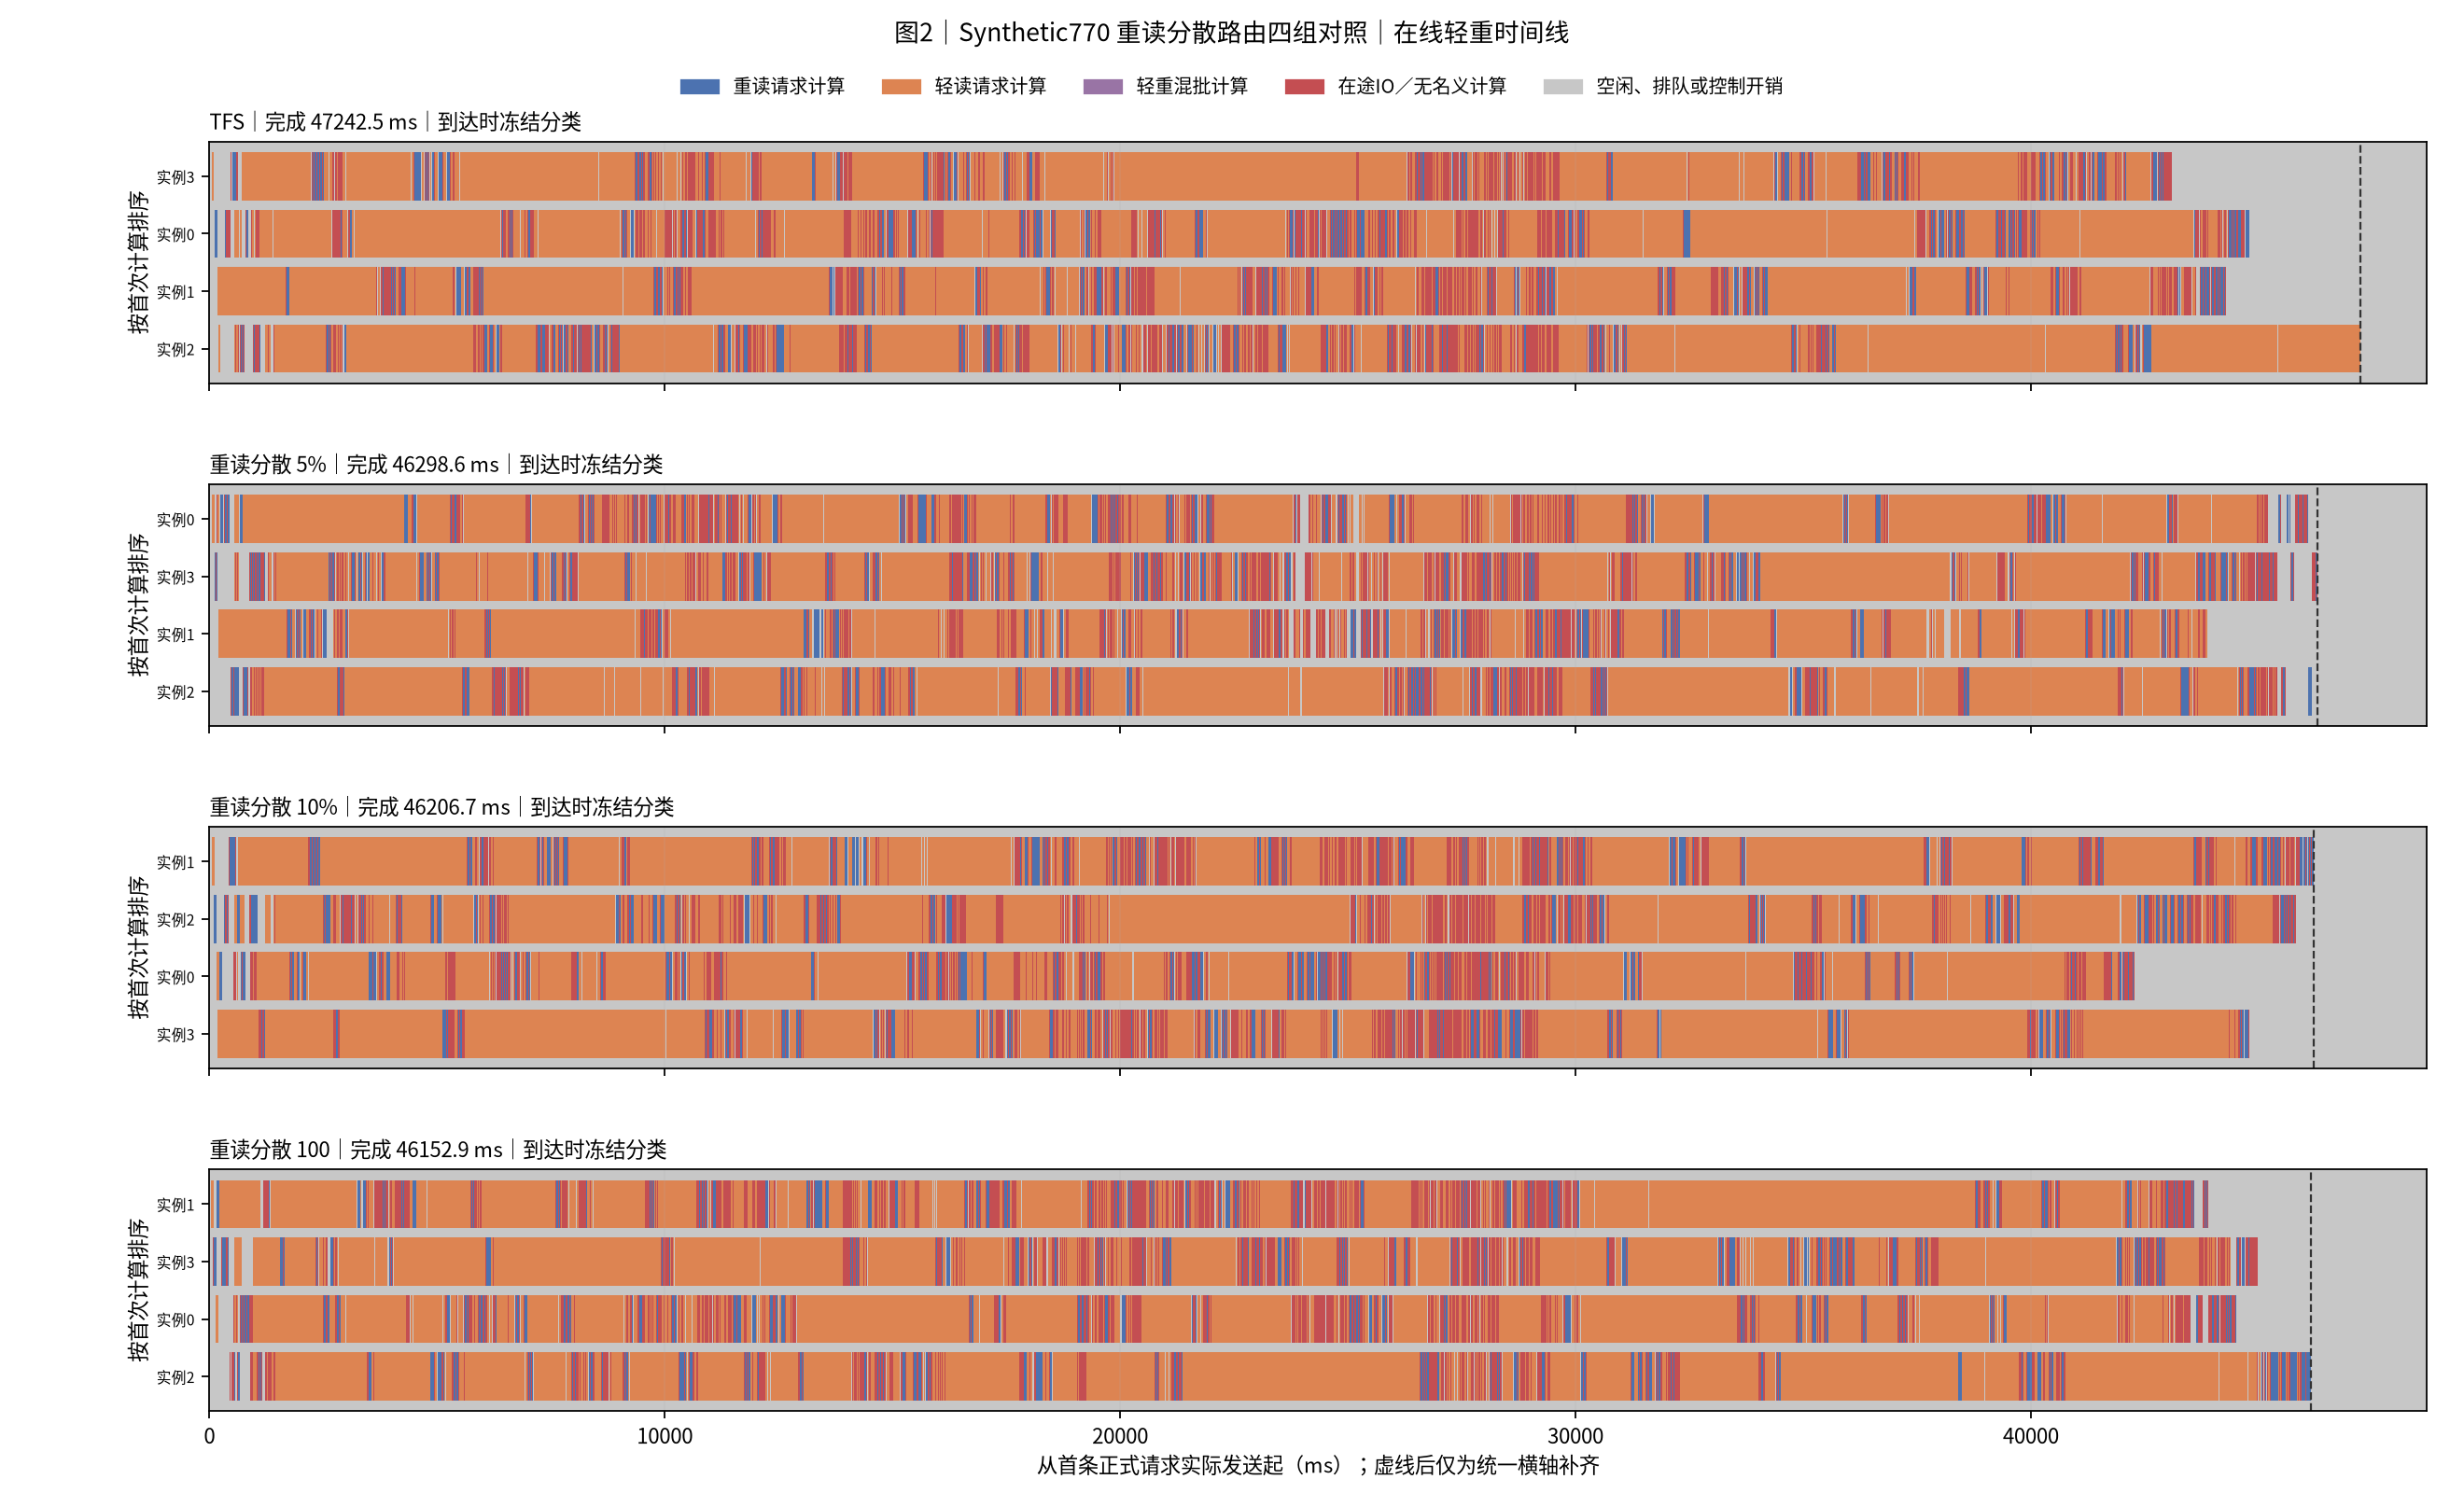 图2｜Synthetic770 重读分散路由四组对照｜在线轻重时间线
重读请求计算 轻读请求计算 轻重混批计算 在途IO／无名义计算 空闲、排队或控制开销
TFS｜完成 47242.5 ms｜到达时冻结分类
按首次计算排序
实例3
实例0
实例1
实例2
重读分散 5%｜完成 46298.6 ms｜到达时冻结分类
按首次计算排序
实例0
实例3
实例1
实例2
重读分散 10%｜完成 46206.7 ms｜到达时冻结分类
按首次计算排序
实例1
实例2
实例0
实例3
重读分散 100｜完成 46152.9 ms｜到达时冻结分类
按首次计算排序
实例1
实例3
实例0
实例2
0 10000 20000 30000 40000
从首条正式请求实际发送起（ms）；虚线后仅为统一横轴补齐